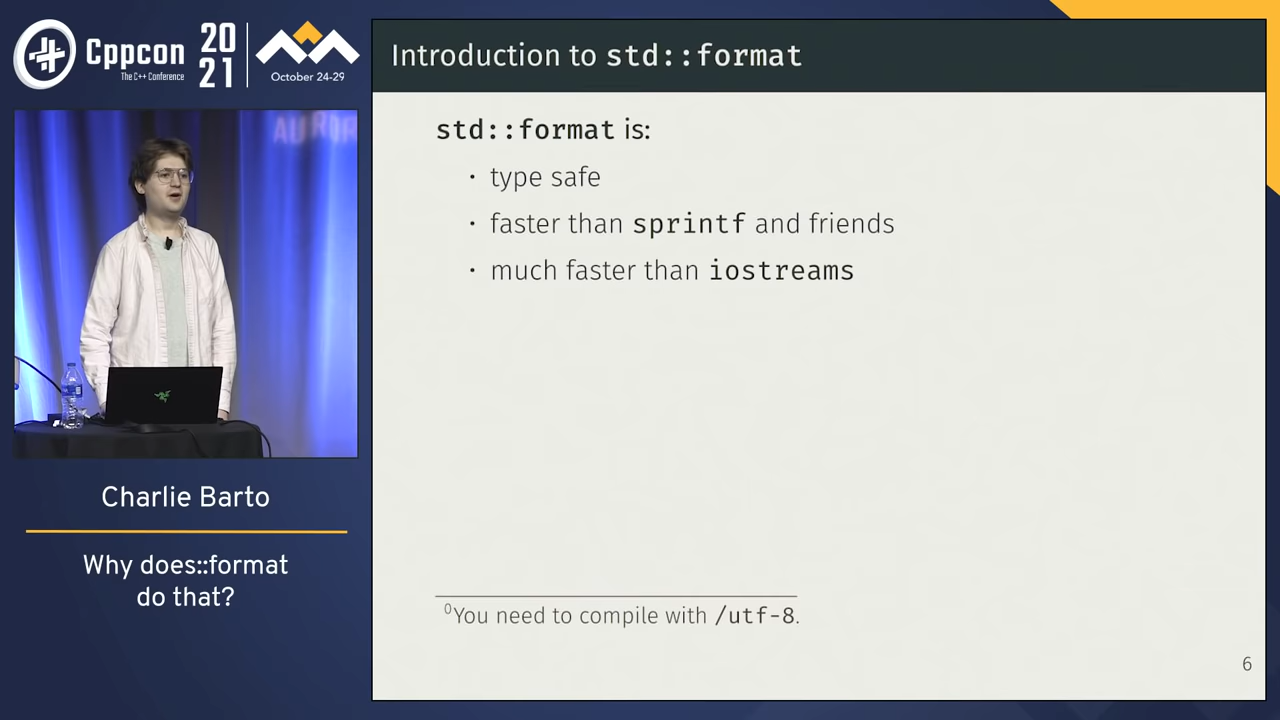 Cppcon
The C++ Conference
20
21
October 24-29
Introduction to std::format
std::format is:
· type safe
· faster than sprintf and friends
· much faster than iostreams
Charlie Barto
Why does::format
do that?
⁰You need to compile with /utf-8.
6